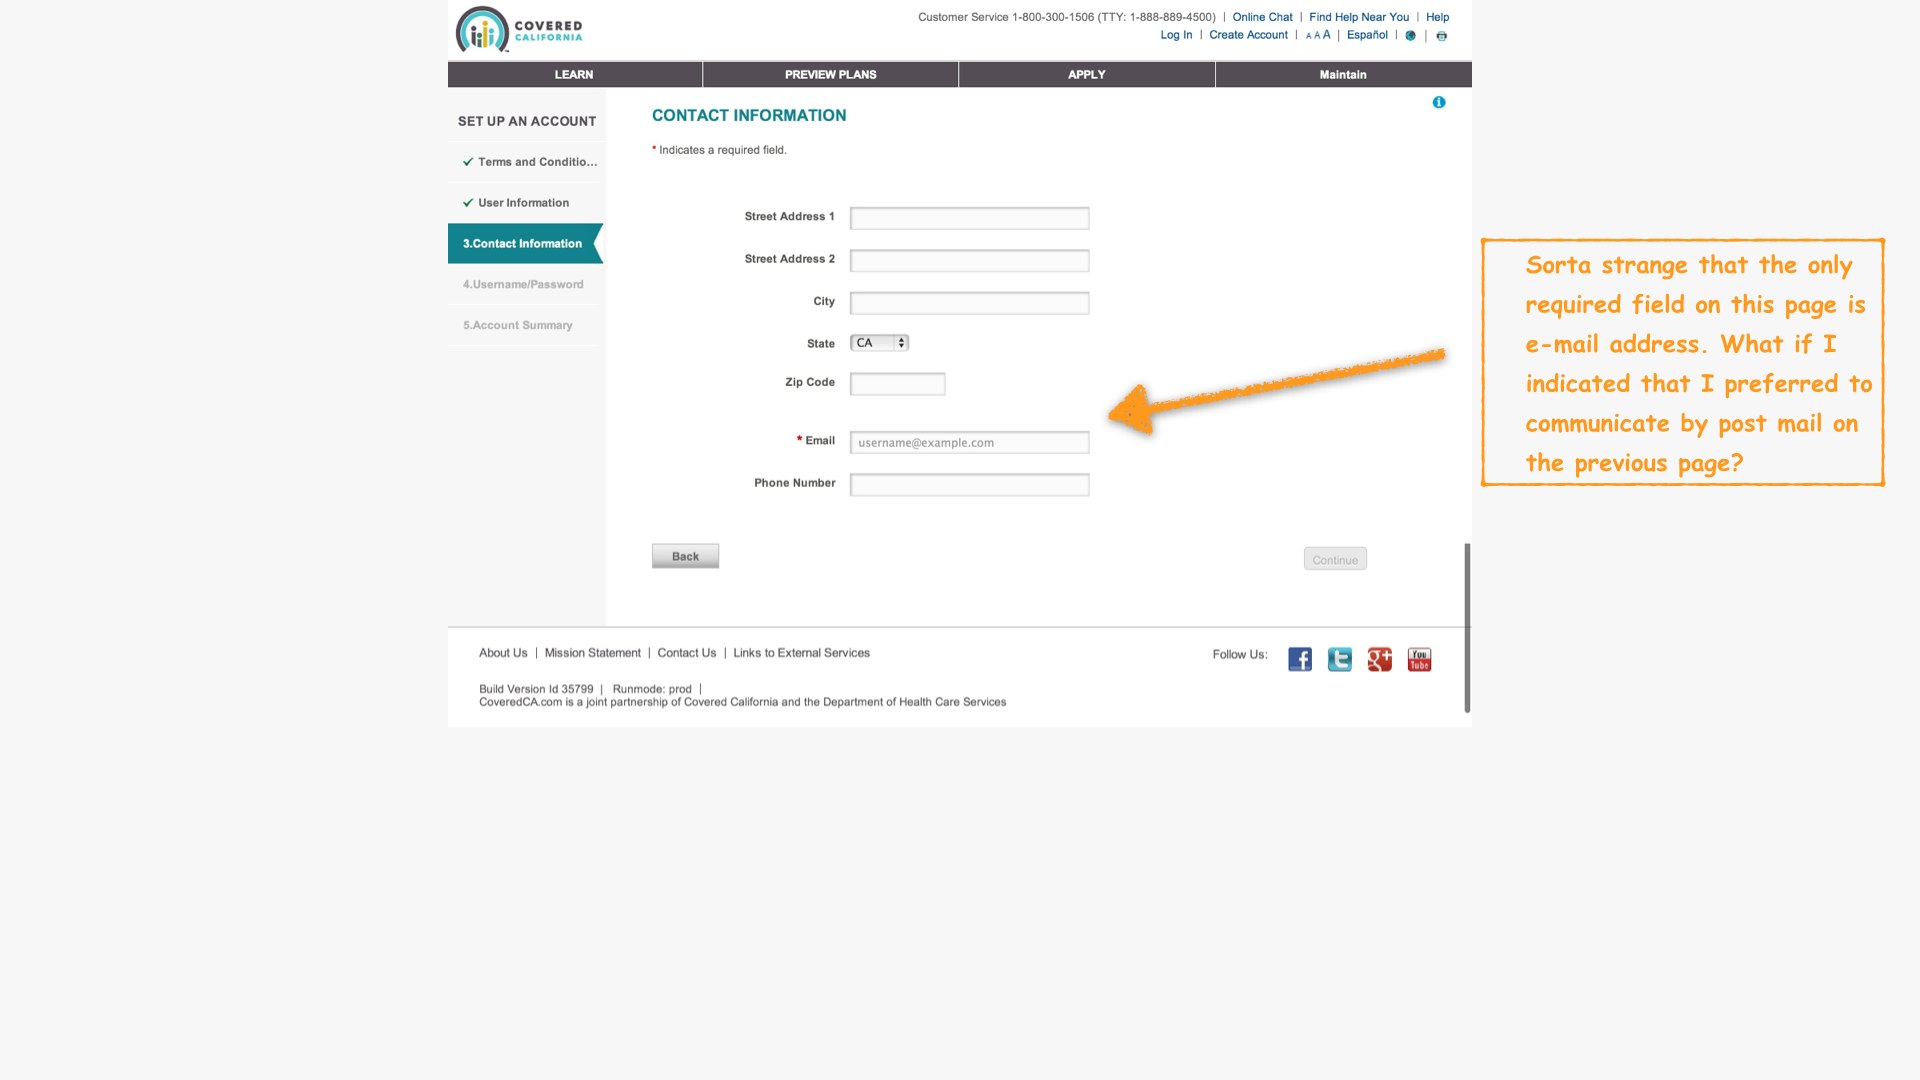 COVERED
CALIFORNIA
Customer Service 1-800-300-1506 (TTY: 1-888-889-4500) | Online Chat | Find Help Near You | Help
Log In | Create Account | A A A | Español | |
LEARN PREVIEW PLANS APPLY Maintain
SET UP AN ACCOUNT
Terms and Conditio...
User Information
3.Contact Information
4.Username/Password
5.Account Summary
CONTACT INFORMATION
* Indicates a required field.
Street Address 1
Street Address 2
City
State CA
Zip Code
* Email username@example.com
Phone Number
Back Continue
Sorta strange that the only
required field on this page is
e-mail address. What if I
indicated that I preferred to
communicate by post mail on
the previous page?
About Us | Mission Statement | Contact Us | Links to External Services
Follow Us: f t g+ You Tube
Build Version Id 35799 | Runmode: prod |
CoveredCA.com is a joint partnership of Covered California and the Department of Health Care Services